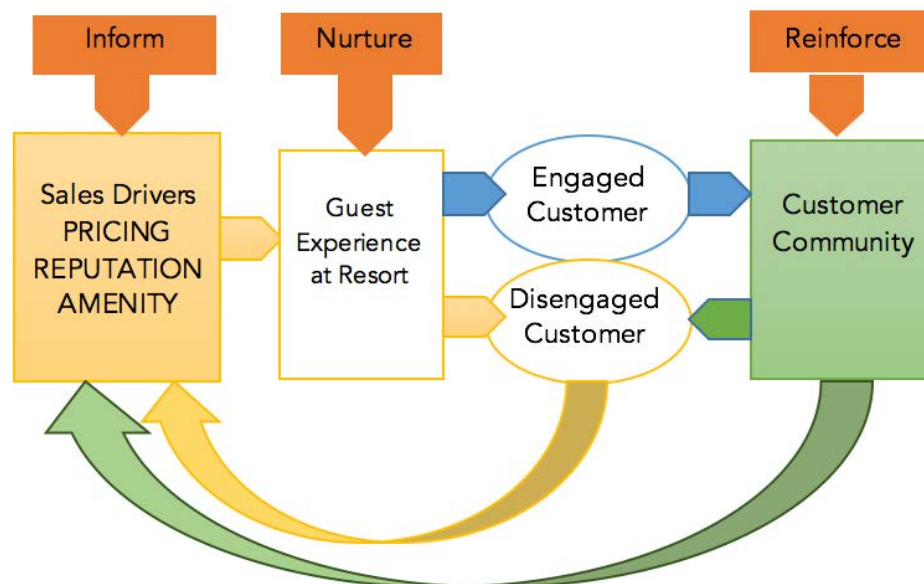 Inform
Nurture
Reinforce
Sales Drivers
PRICING
REPUTATION
AMENITY
Guest
Experience
at Resort
Engaged
Customer
Disengaged
Customer
Customer
Community